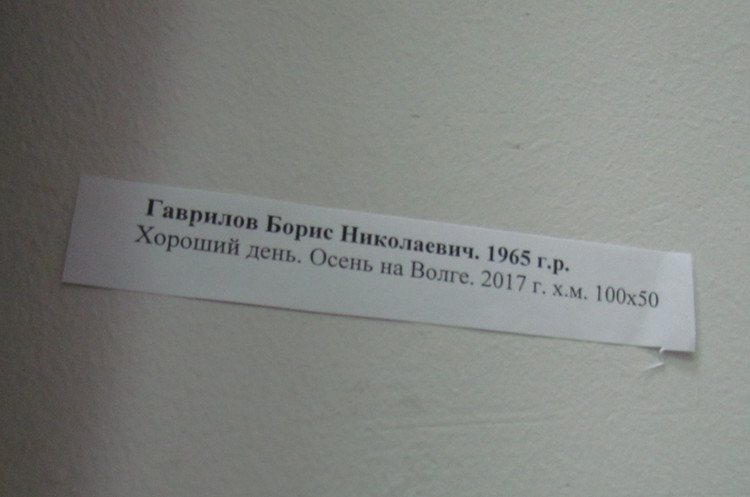 Гаврилов Борис Николаевич. 1965 г.р.
Хороший день. Осень на Волге. 2017 г. х.м. 100х50